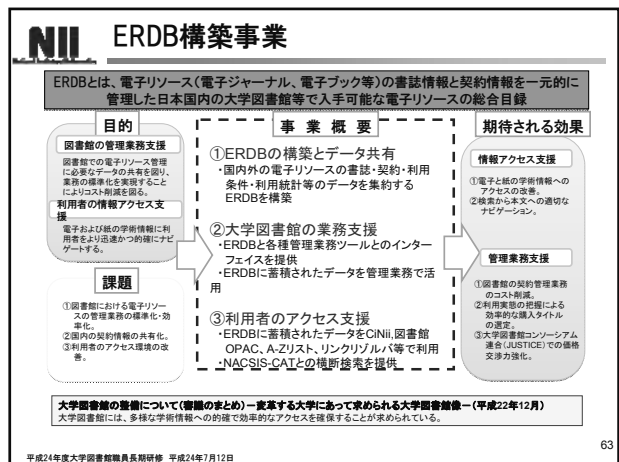 NII
ERDB構築事業
ERDBとは、電子リソース(電子ジャーナル、電子ブック等)の書誌情報と契約情報を一元的に
管理した日本国内の大学図書館等で入手可能な電子リソースの総合目録
目的
図書館の管理業務支援
図書館での電子リソース管理
に必要なデータの共有を図り、
業務の標準化を実現すること
によりコスト削減を図る。
利用者の情報アクセス支
援
電子および紙の学術情報に利
用者をより迅速かつ的確にナビ
ゲートする。
課題
①図書館における電子リソー
スの管理業務の標準化・効
率化。
②国内の契約情報の共有化。
③利用者のアクセス環境の改
善。
事業概要
①ERDBの構築とデータ共有
・国内外の電子リソースの書誌・契約・利用
条件・利用統計等のデータを集約する
ERDBを構築
②大学図書館の業務支援
・ERDBと各種管理業務ツールとのインター
フェイスを提供
・ERDBに蓄積されたデータを管理業務で活
用
③利用者のアクセス支援
・ERDBに蓄積されたデータをCiNii,図書館
OPAC、A-Zリスト、リンクリゾルバ等で利用
・NACSIS-CATとの横断検索を提供
期待される効果
情報アクセス支援
①電子と紙の学術情報への
アクセスの改善。
②検索から本文への適切な
ナビゲーション。
管理業務支援
①図書館の契約管理業務
のコスト削減。
②利用実態の把握による
効率的な購入タイトル
の選定。
③大学図書館コンソーシアム
連合(JUSTICE)での価格
交渉力強化。
大学図書館の整備について(審議のまとめ)-変革する大学にあって求められる大学図書館像-(平成22年12月)
大学図書館には、多様な学術情報への的確で効率的なアクセスを確保することが求められている。
63
平成24年度大学図書館職員長期研修 平成24年7月12日